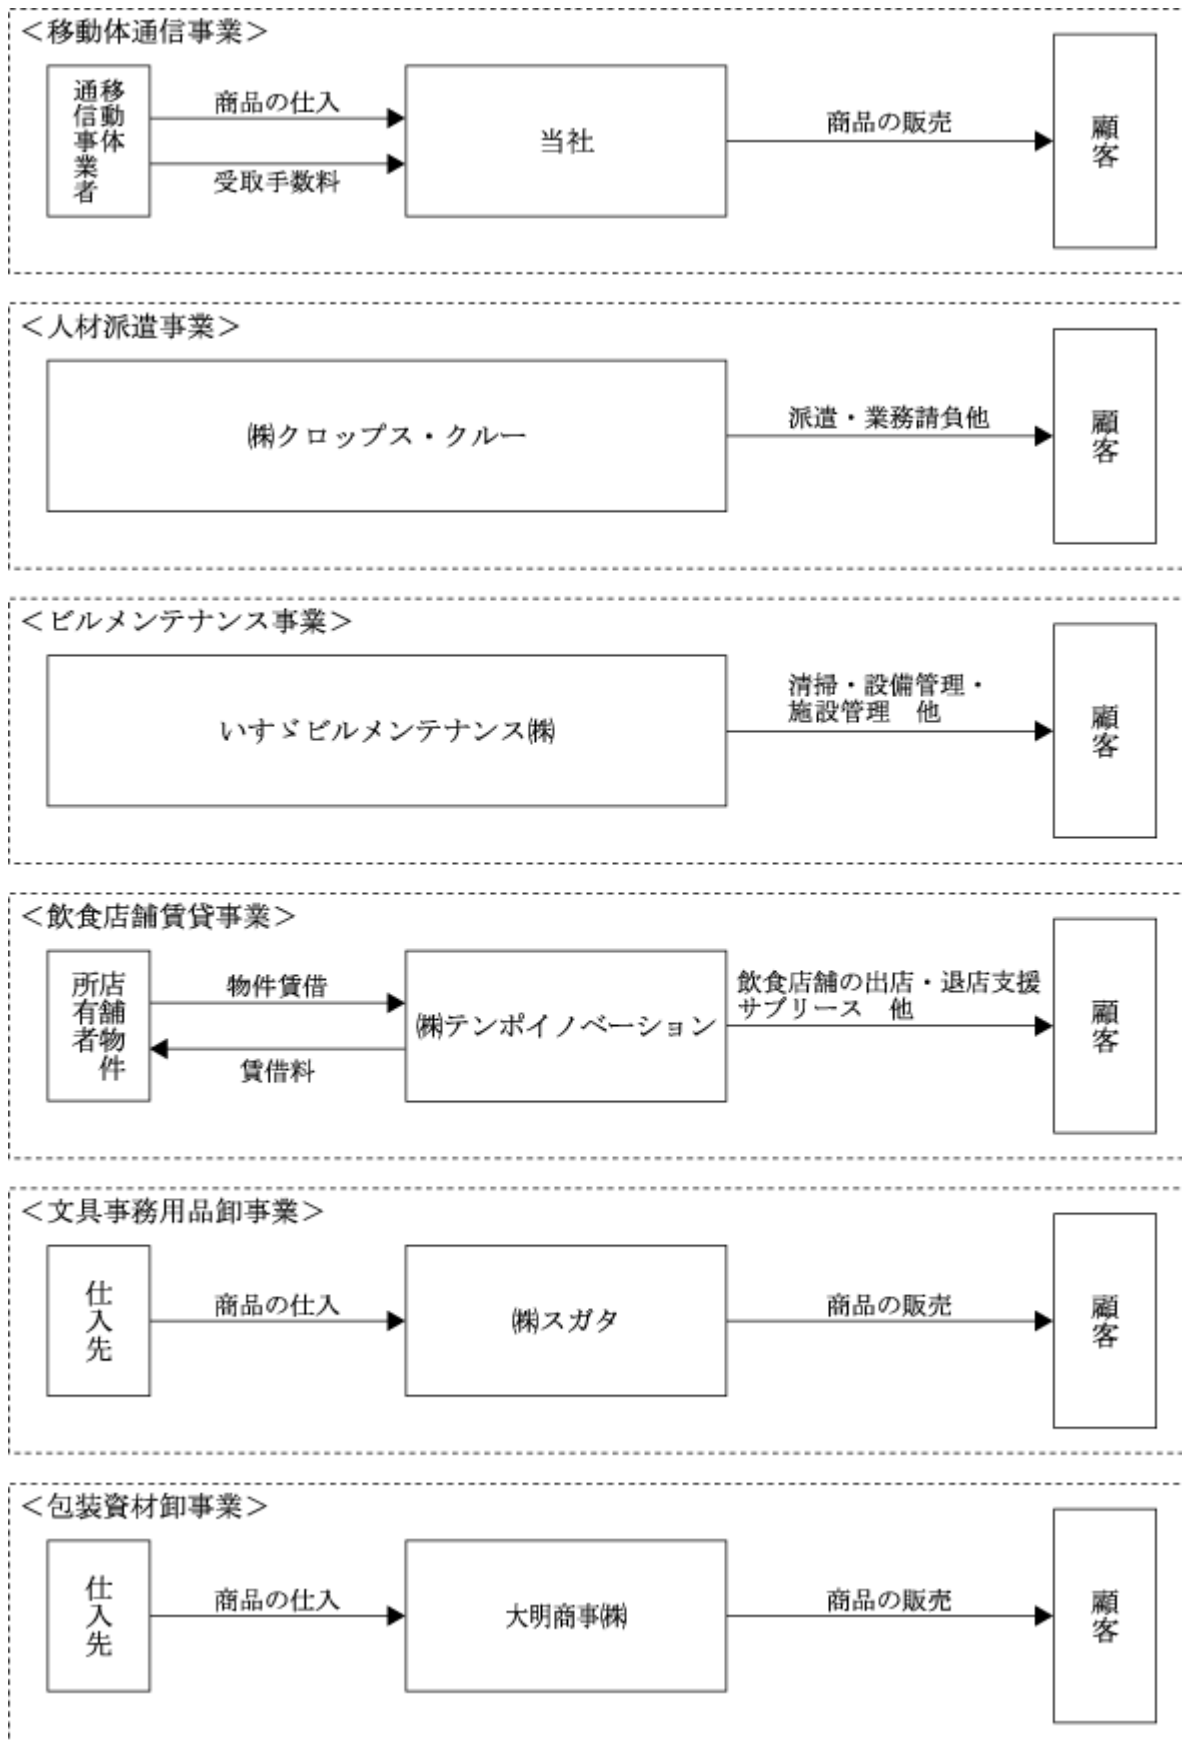 ＜移動体通信事業＞
移動体
通信事業者
商品の仕入
受取手数料
当社
商品の販売
顧客
＜人材派遣事業＞
㈱クロップス・クルー
派遣・業務請負他
顧客
＜ビルメンテナンス事業＞
いすゞビルメンテナンス㈱
清掃・設備管理・
施設管理　他
顧客
＜飲食店舗賃貸事業＞
店舗物件
所有者
物件賃借
賃借料
㈱テンポイノベーション
飲食店舗の出店・退店支援
サブリース　他
顧客
＜文具事務用品卸事業＞
仕入先
商品の仕入
㈱スガタ
商品の販売
顧客
＜包装資材卸事業＞
仕入先
商品の仕入
大明商事㈱
商品の販売
顧客